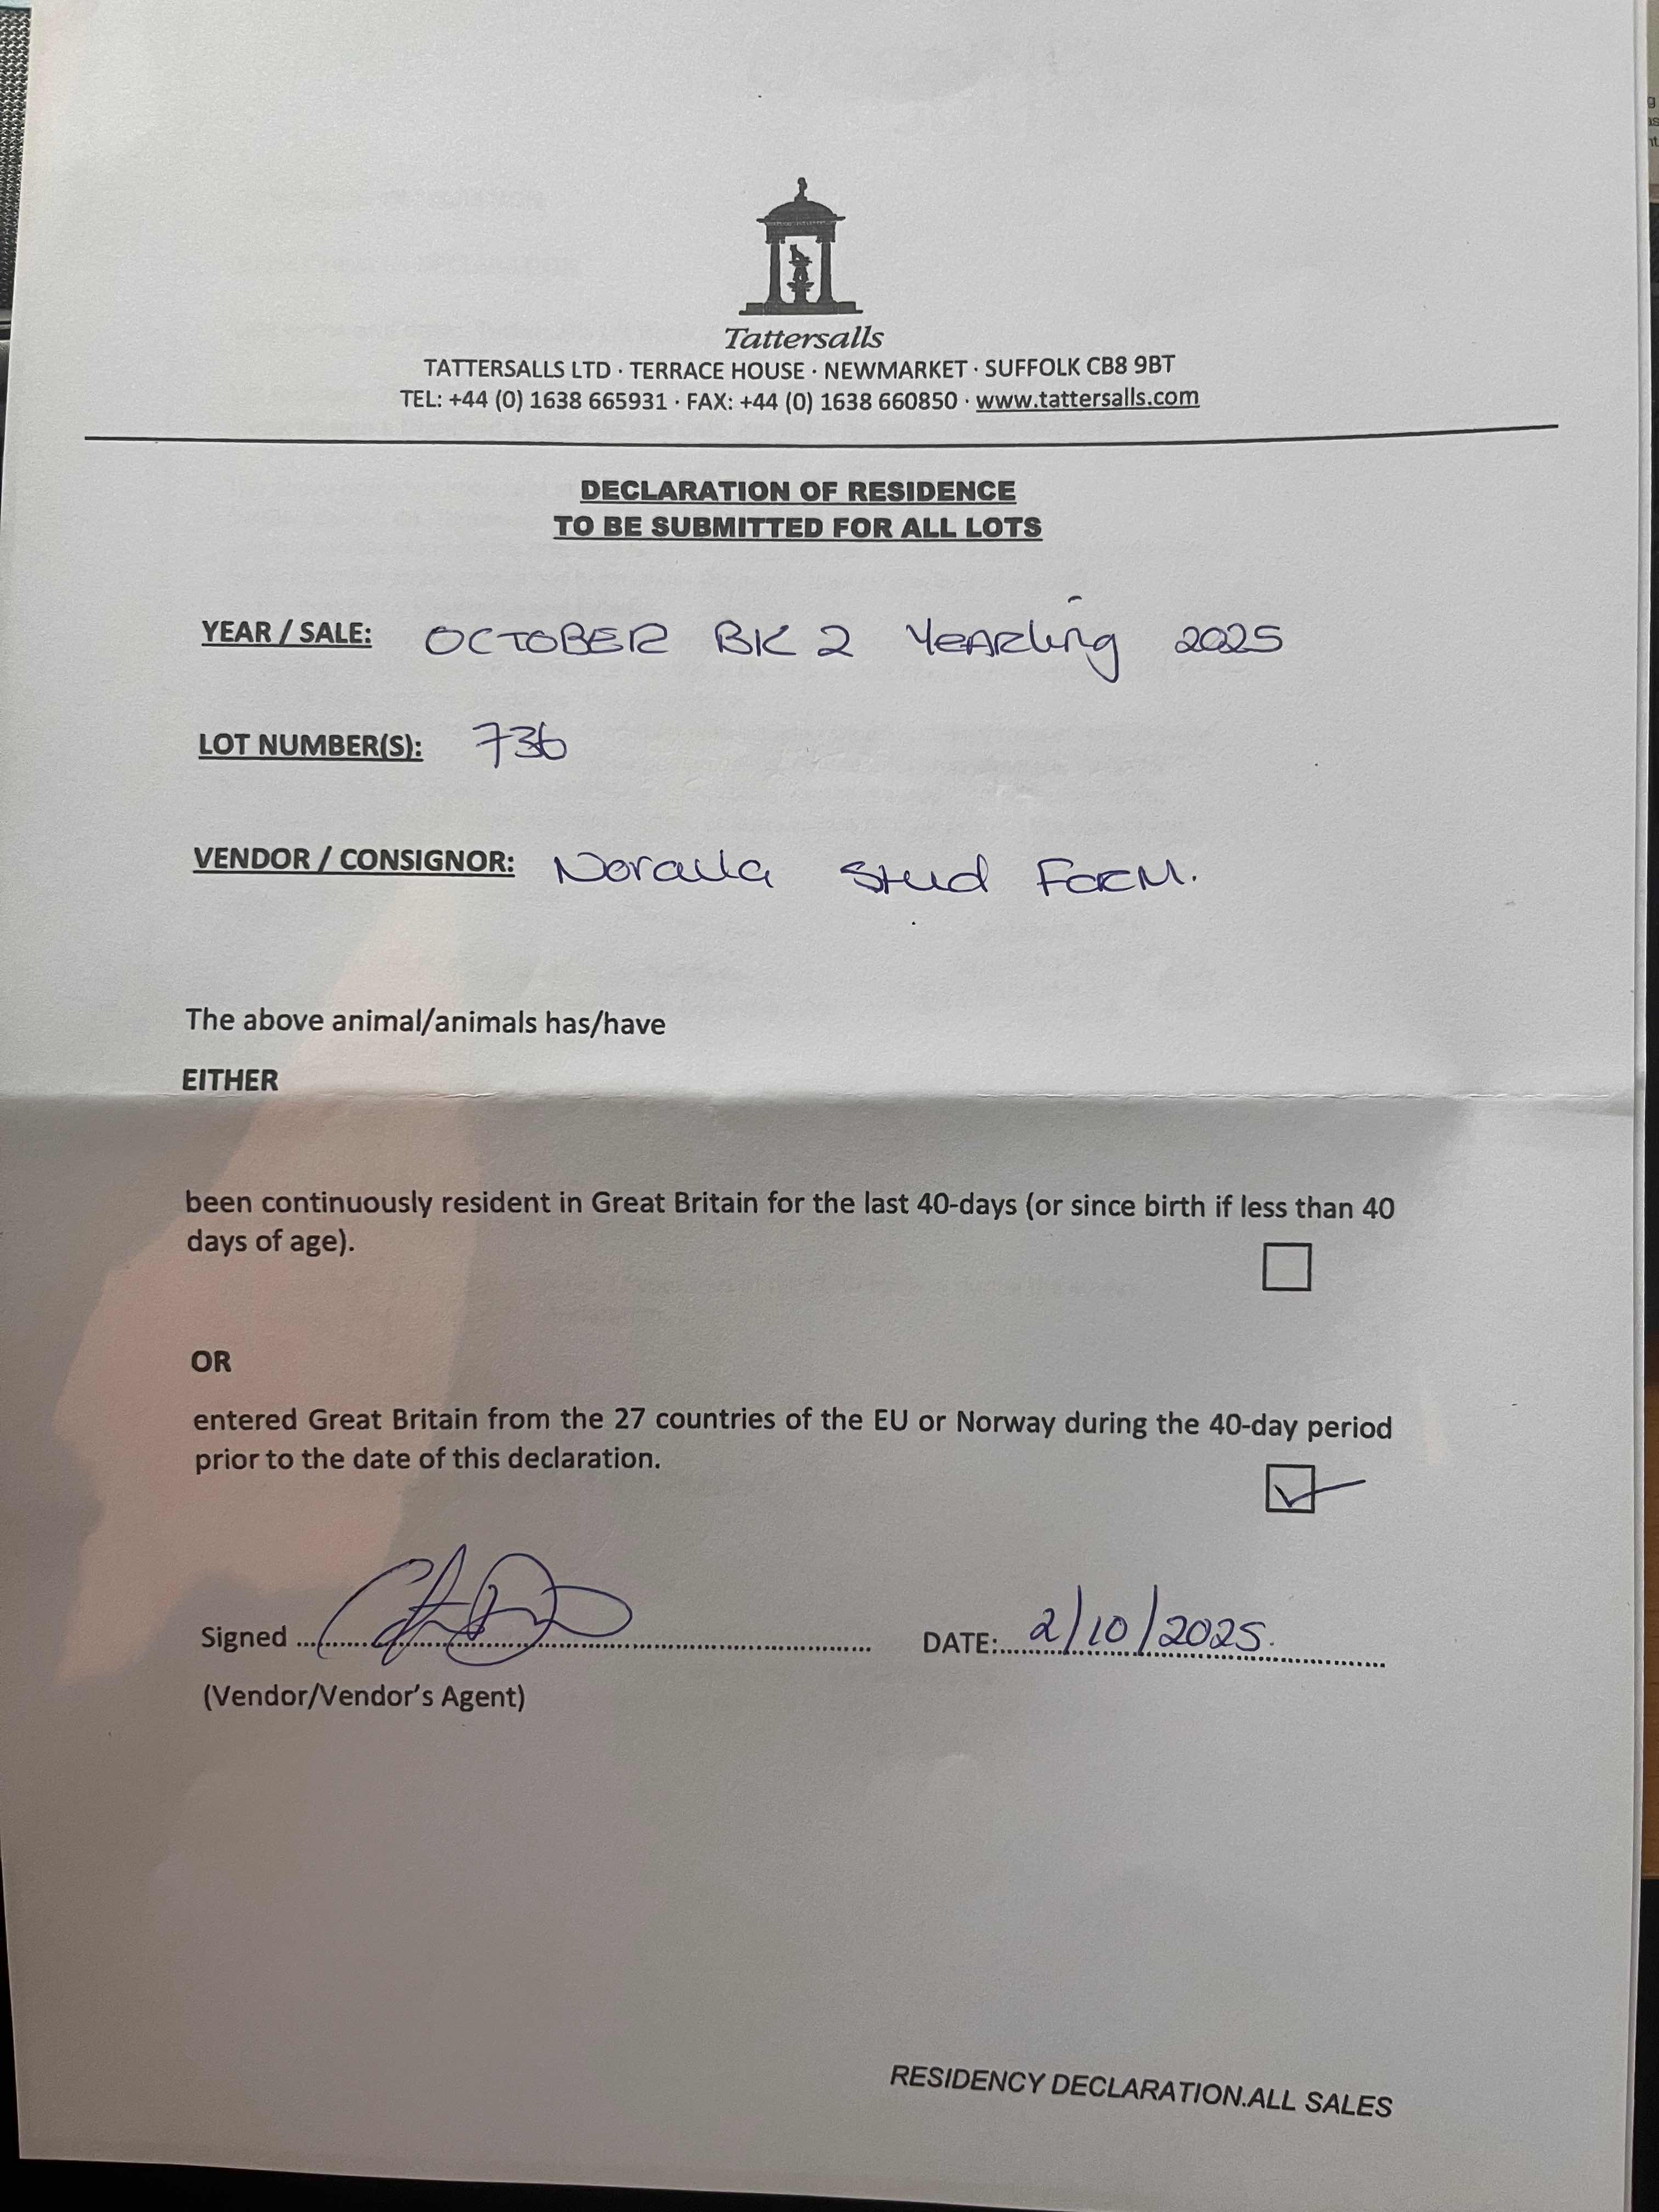 Tattersalls
TATTERSALLS LTD · TERRACE HOUSE · NEWMARKET · SUFFOLK CB8 9BT
TEL: +44 (0) 1638 665931 · FAX: +44 (0) 1638 660850 · www.tattersalls.com
DECLARATION OF RESIDENCE
TO BE SUBMITTED FOR ALL LOTS
YEAR / SALE: OCTOBER BK 2 Yearling 2025
LOT NUMBER(S): 736
VENDOR / CONSIGNOR: Stud Farm.
The above animal/animals has/have
EITHER
been continuously resident in Great Britain for the last 40-days (or since birth if less than 40
days of age).
OR
entered Great Britain from the 27 countries of the EU or Norway during the 40-day period
prior to the date of this declaration.
Signed DATE: 2/10/2025.
(Vendor/Vendor's Agent)
RESIDENCY DECLARATION.ALL SALES